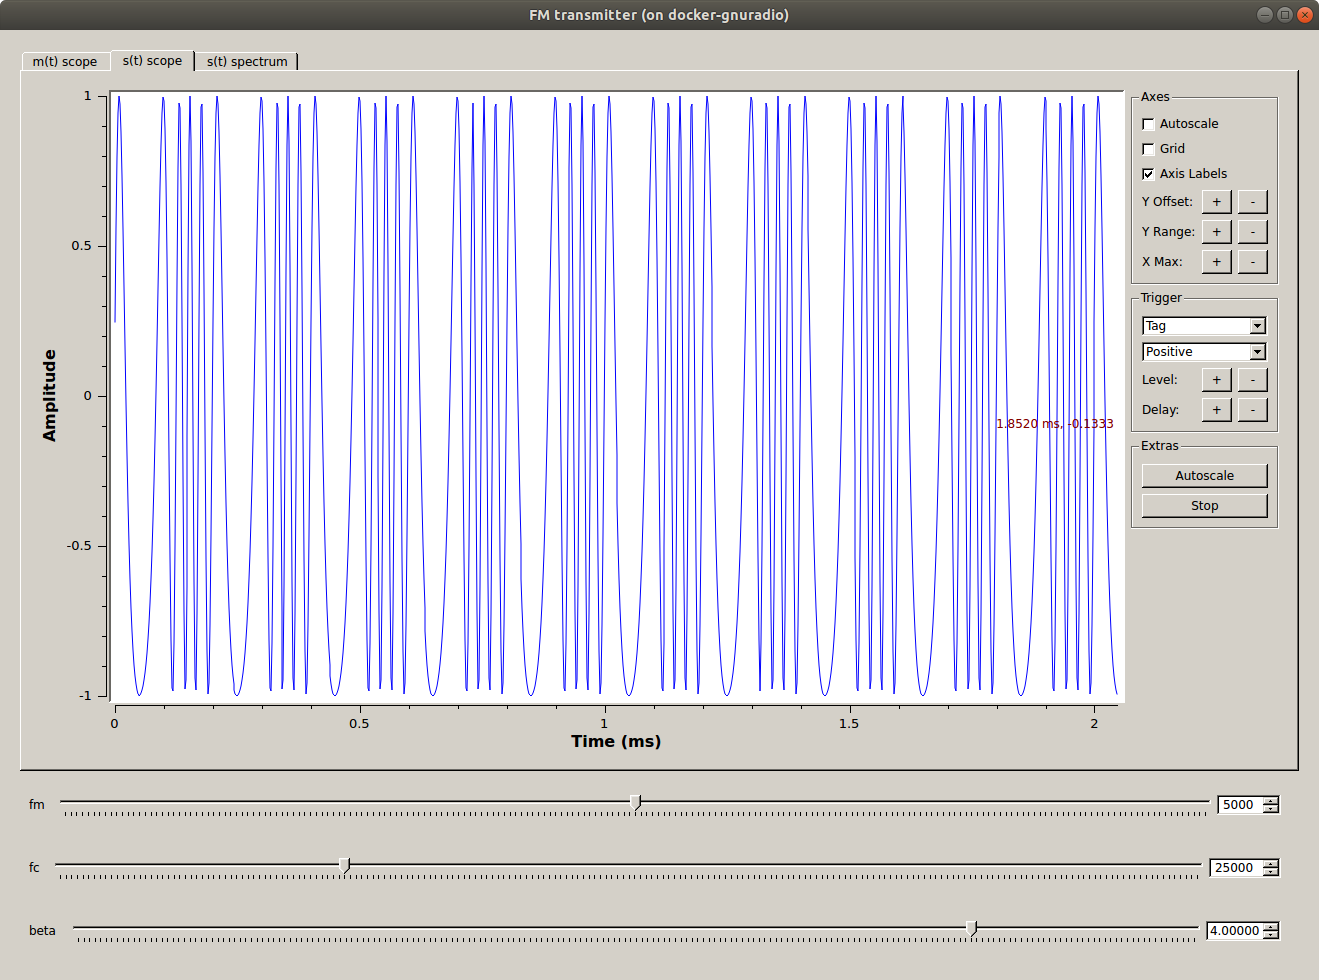 FM transmitter (on docker-gnuradio)
m(t) scope s(t) scope s(t) spectrum
1
0.5
0
-0.5
-1
Amplitude
0 0.5 1 1.5 2
Time (ms)
1.8520 ms, -0.1333
Axes
Autoscale
Grid
Axis Labels
Y Offset: + -
Y Range: + -
X Max: + -
Trigger
Tag
Positive
Level: + -
Delay: + -
Extras
Autoscale
Stop
fm 5000
fc 25000
beta 4.00000